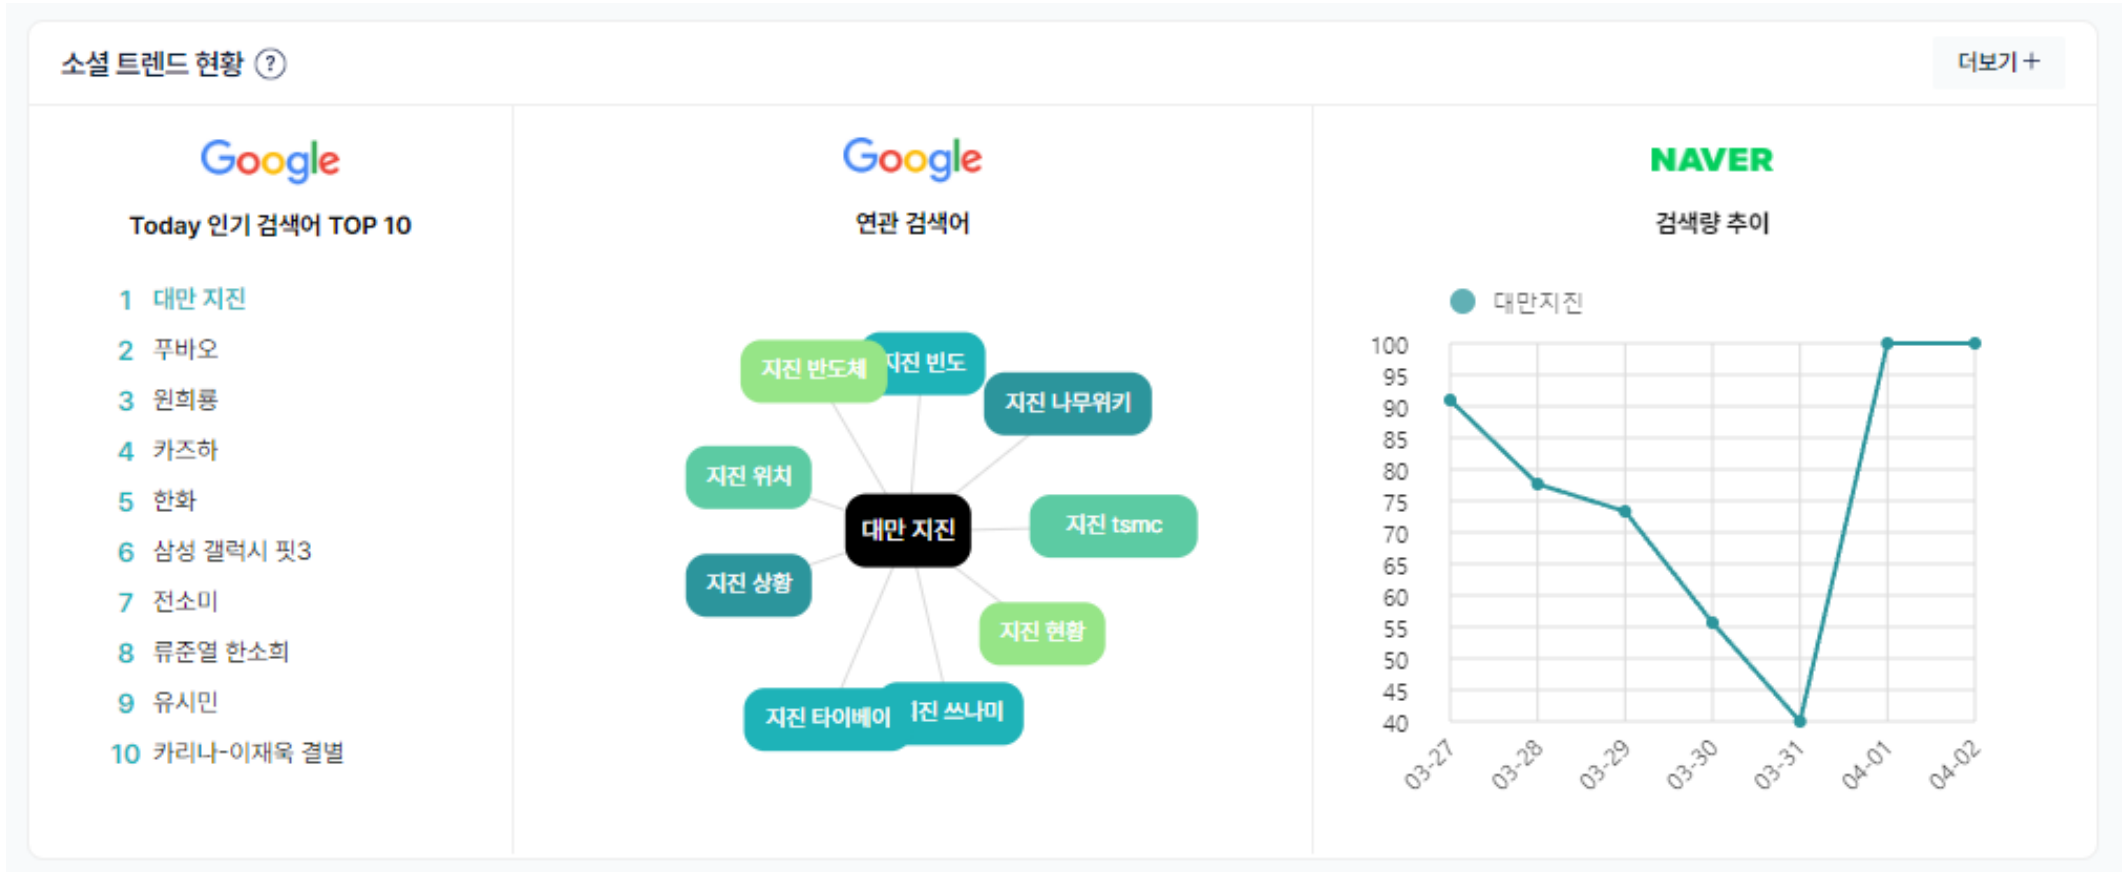 소셜 트렌드 현황 ?
더보기 +
Google
Today 인기 검색어 TOP 10
1 대만 지진
2 푸바오
3 원희룡
4 카즈하
5 한화
6 삼성 갤럭시 핏3
7 전소미
8 류준열 한소희
9 유시민
10 카리나-이재욱 결별
Google
연관 검색어
지진 반도체
지진 빈도
지진 나무위키
지진 위치
대만 지진
지진 tsmc
지진 상황
지진 현황
지진 타이베이
쓰나미
NAVER
검색량 추이
대만지진
100
95
90
85
80
75
70
65
60
55
50
45
40
03-27
03-28
03-29
03-30
03-31
04-01
04-02